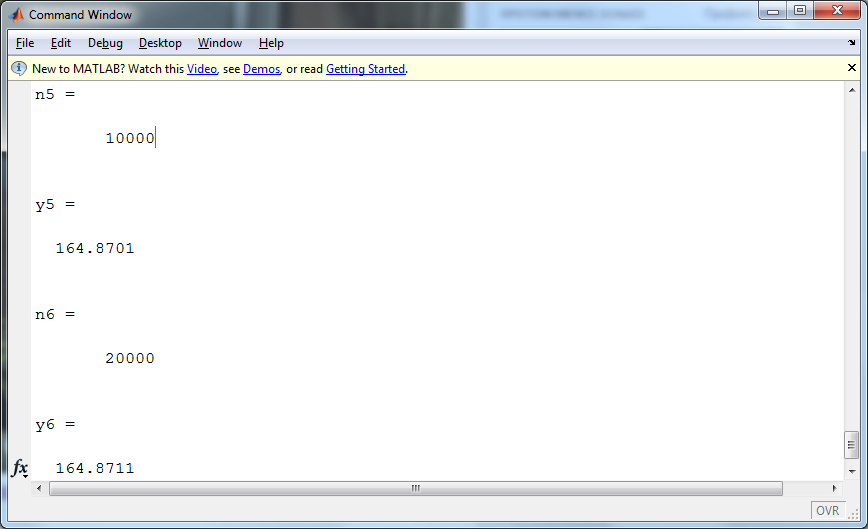 Command Window
File Edit Debug Desktop Window Help
New to MATLAB? Watch this Video, see Demos, or read Getting Started.
n5 =
10000
y5 =
164.8701
n6 =
20000
y6 =
fx 164.8711
OVR